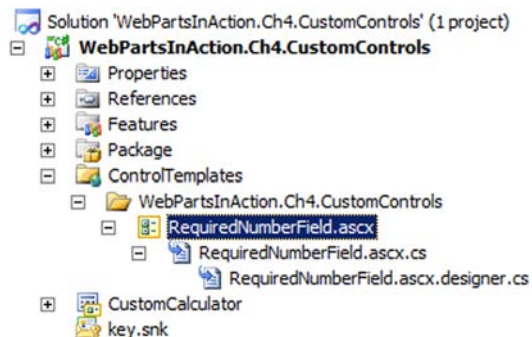 Solution 'WebPartsInAction.Ch4.CustomControls' (1 project)
WebPartsInAction.Ch4.CustomControls
Properties
References
Features
Package
ControlTemplates
WebPartsInAction.Ch4.CustomControls
RequiredNumberField.ascx
RequiredNumberField.ascx.cs
RequiredNumberField.ascx.designer.cs
CustomCalculator
key.snk